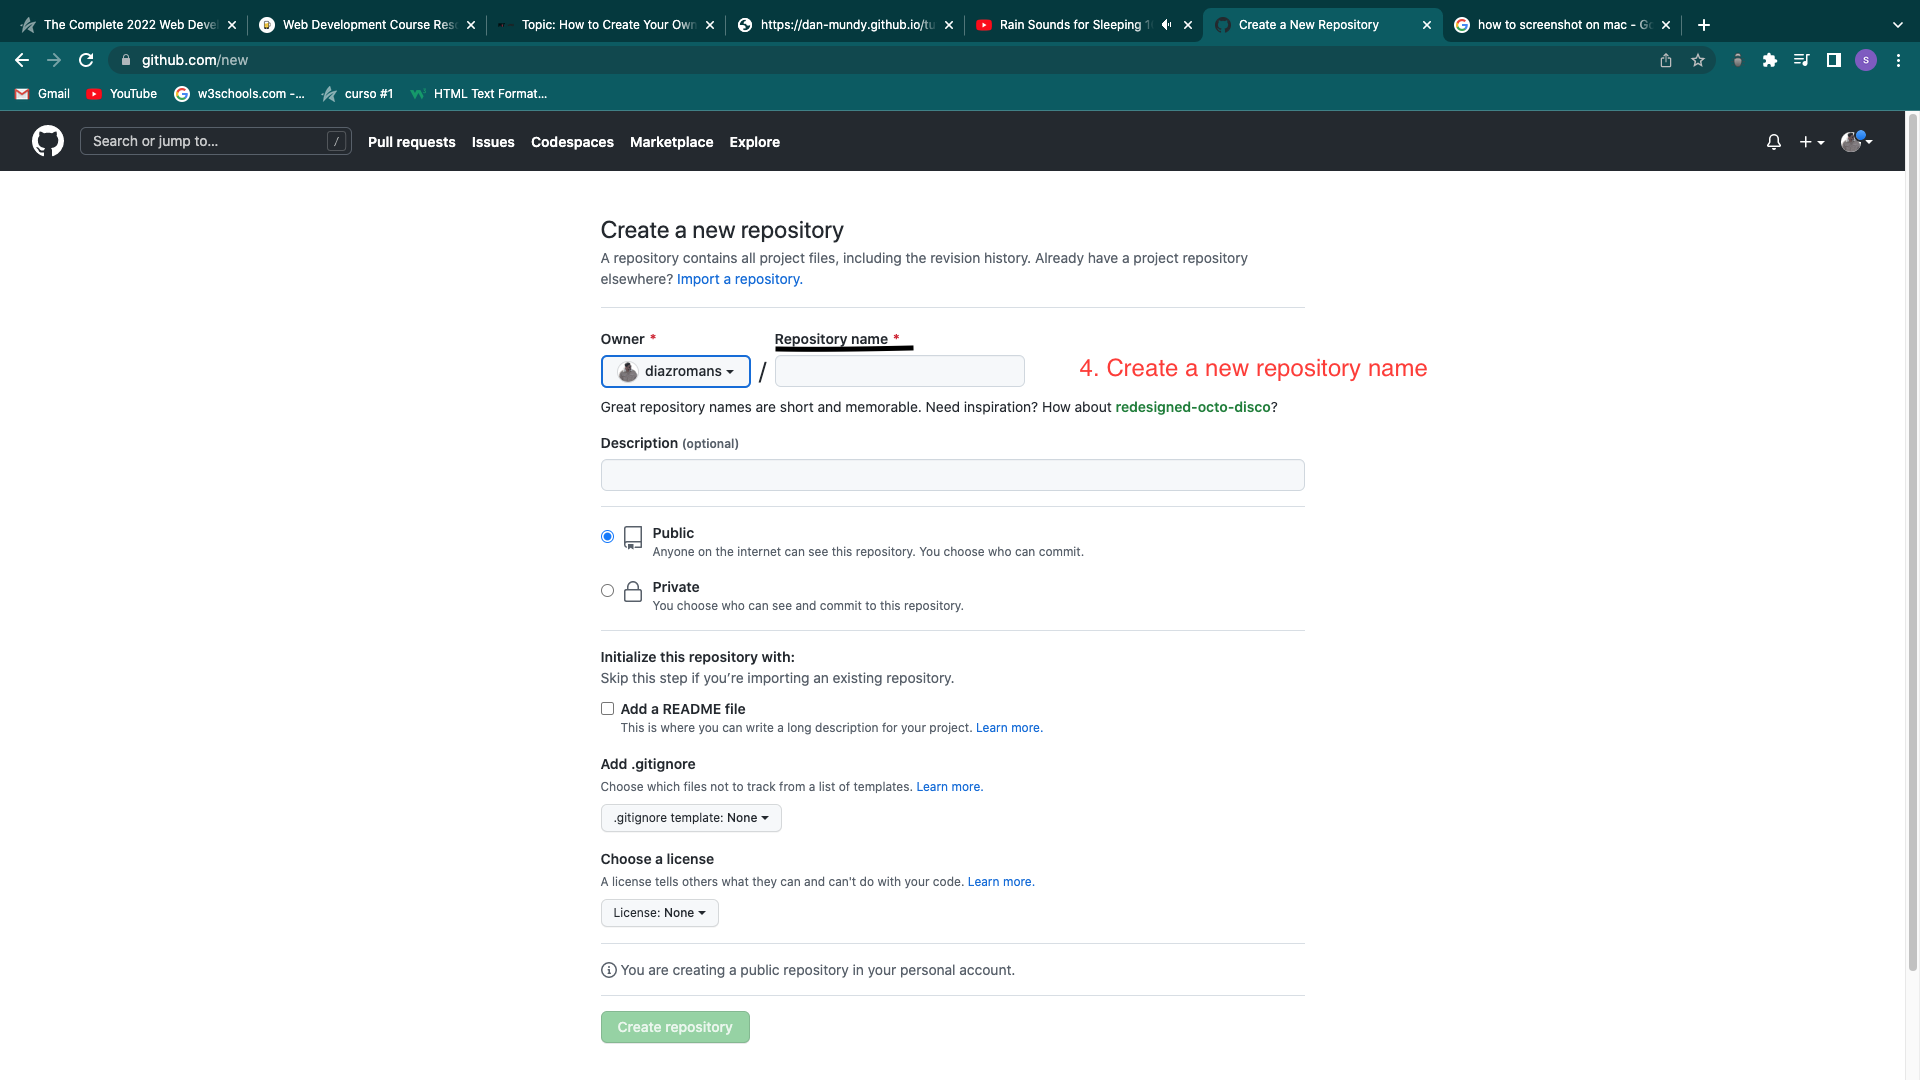 The Complete 2022 Web Devel
Web Development Course Reso
Topic: How to Create Your Own
https://dan-mundy.github.io/tu
Rain Sounds for Sleeping 1
Create a New Repository
how to screenshot on mac - Go
github.com/new
S
Gmail
YouTube
w3schools.com -...
curso #1
HTML Text Format...
Search or jump to...
/
Pull requests
Issues
Codespaces
Marketplace
Explore
Create a new repository
A repository contains all project files, including the revision history. Already have a project repository
elsewhere? Import a repository.
Owner *
Repository name *
diazromans
/
4. Create a new repository name
Great repository names are short and memorable. Need inspiration? How about redesigned-octo-disco?
Description (optional)
Public
Anyone on the internet can see this repository. You choose who can commit.
Private
You choose who can see and commit to this repository.
Initialize this repository with:
Skip this step if you’re importing an existing repository.
Add a README file
This is where you can write a long description for your project. Learn more.
Add .gitignore
Choose which files not to track from a list of templates. Learn more.
.gitignore template: None
Choose a license
A license tells others what they can and can't do with your code. Learn more.
License: None
You are creating a public repository in your personal account.
Create repository